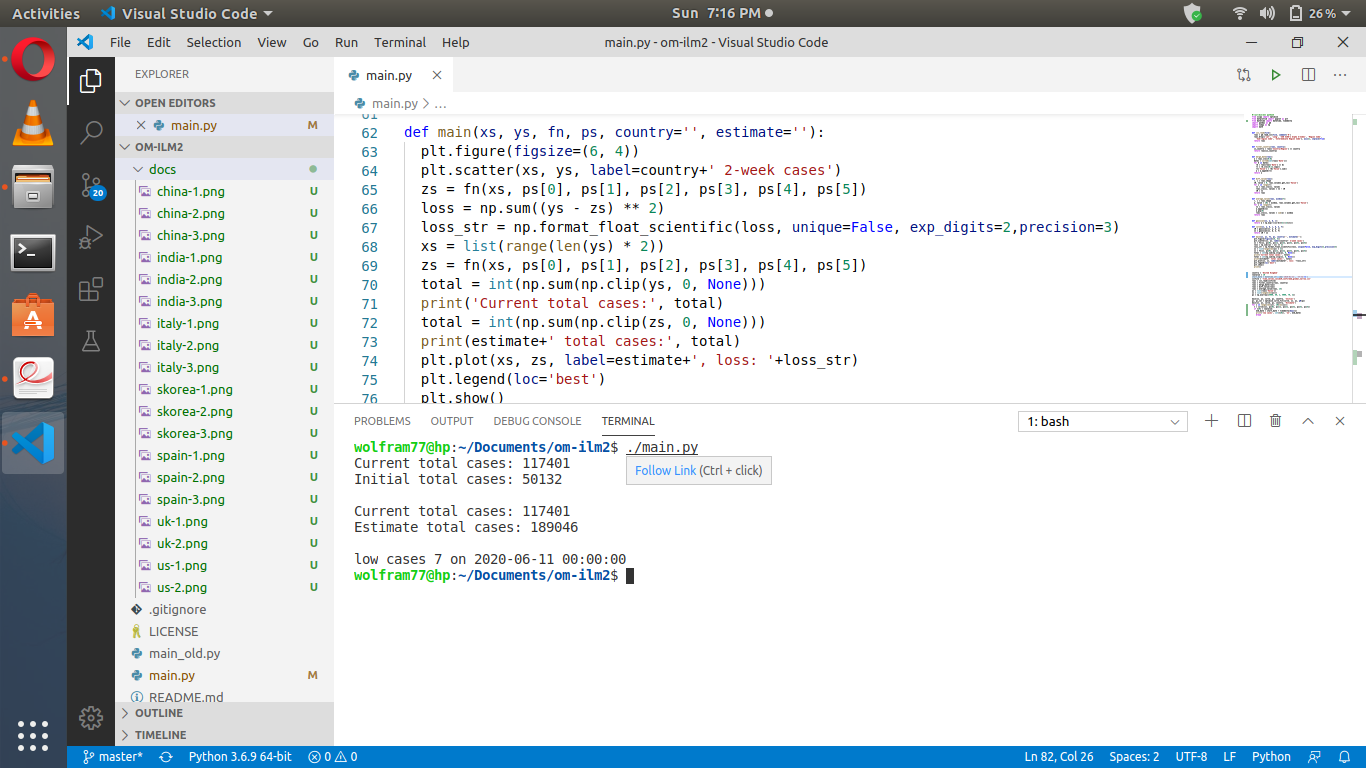 Activities
Visual Studio Code
Sun 7:16 PM
26 %
File Edit Selection View Go Run Terminal Help
main.py - om-ilm2 - Visual Studio Code
EXPLORER
OPEN EDITORS
main.py M
OM-ILM2
docs
china-1.png U
china-2.png U
china-3.png U
india-1.png U
india-2.png U
india-3.png U
italy-1.png U
italy-2.png U
italy-3.png U
skorea-1.png U
skorea-2.png U
skorea-3.png U
spain-1.png U
spain-2.png U
spain-3.png U
uk-1.png U
uk-2.png U
us-1.png U
us-2.png U
.gitignore
LICENSE
main_old.py
main.py M
README.md
OUTLINE
TIMELINE
20
main.py
main.py > ...
61
62 def main(xs, ys, fn, ps, country='', estimate=''):
63 plt.figure(figsize=(6, 4))
64 plt.scatter(xs, ys, label=country+' 2-week cases')
65 zs = fn(xs, ps[0], ps[1], ps[2], ps[3], ps[4], ps[5])
66 loss = np.sum((ys - zs) ** 2)
67 loss_str = np.format_float_scientific(loss, unique=False, exp_digits=2,precision=3)
68 xs = list(range(len(ys) * 2))
69 zs = fn(xs, ps[0], ps[1], ps[2], ps[3], ps[4], ps[5])
70 total = int(np.sum(np.clip(ys, 0, None)))
71 print('Current total cases:', total)
72 total = int(np.sum(np.clip(zs, 0, None)))
73 print(estimate+' total cases:', total)
74 plt.plot(xs, zs, label=estimate+', loss: '+loss_str)
75 plt.legend(loc='best')
76 plt.show()
PROBLEMS OUTPUT DEBUG CONSOLE TERMINAL
1: bash
wolfram77@hp:~/Documents/om-ilm2$ ./main.py
Current total cases: 117401
Initial total cases: 50132
Follow Link (Ctrl + click)
Current total cases: 117401
Estimate total cases: 189046
low cases 7 on 2020-06-11 00:00:00
wolfram77@hp:~/Documents/om-ilm2$
master* Python 3.6.9 64-bit 0 0 Ln 82, Col 26 Spaces: 2 UTF-8 LF Python